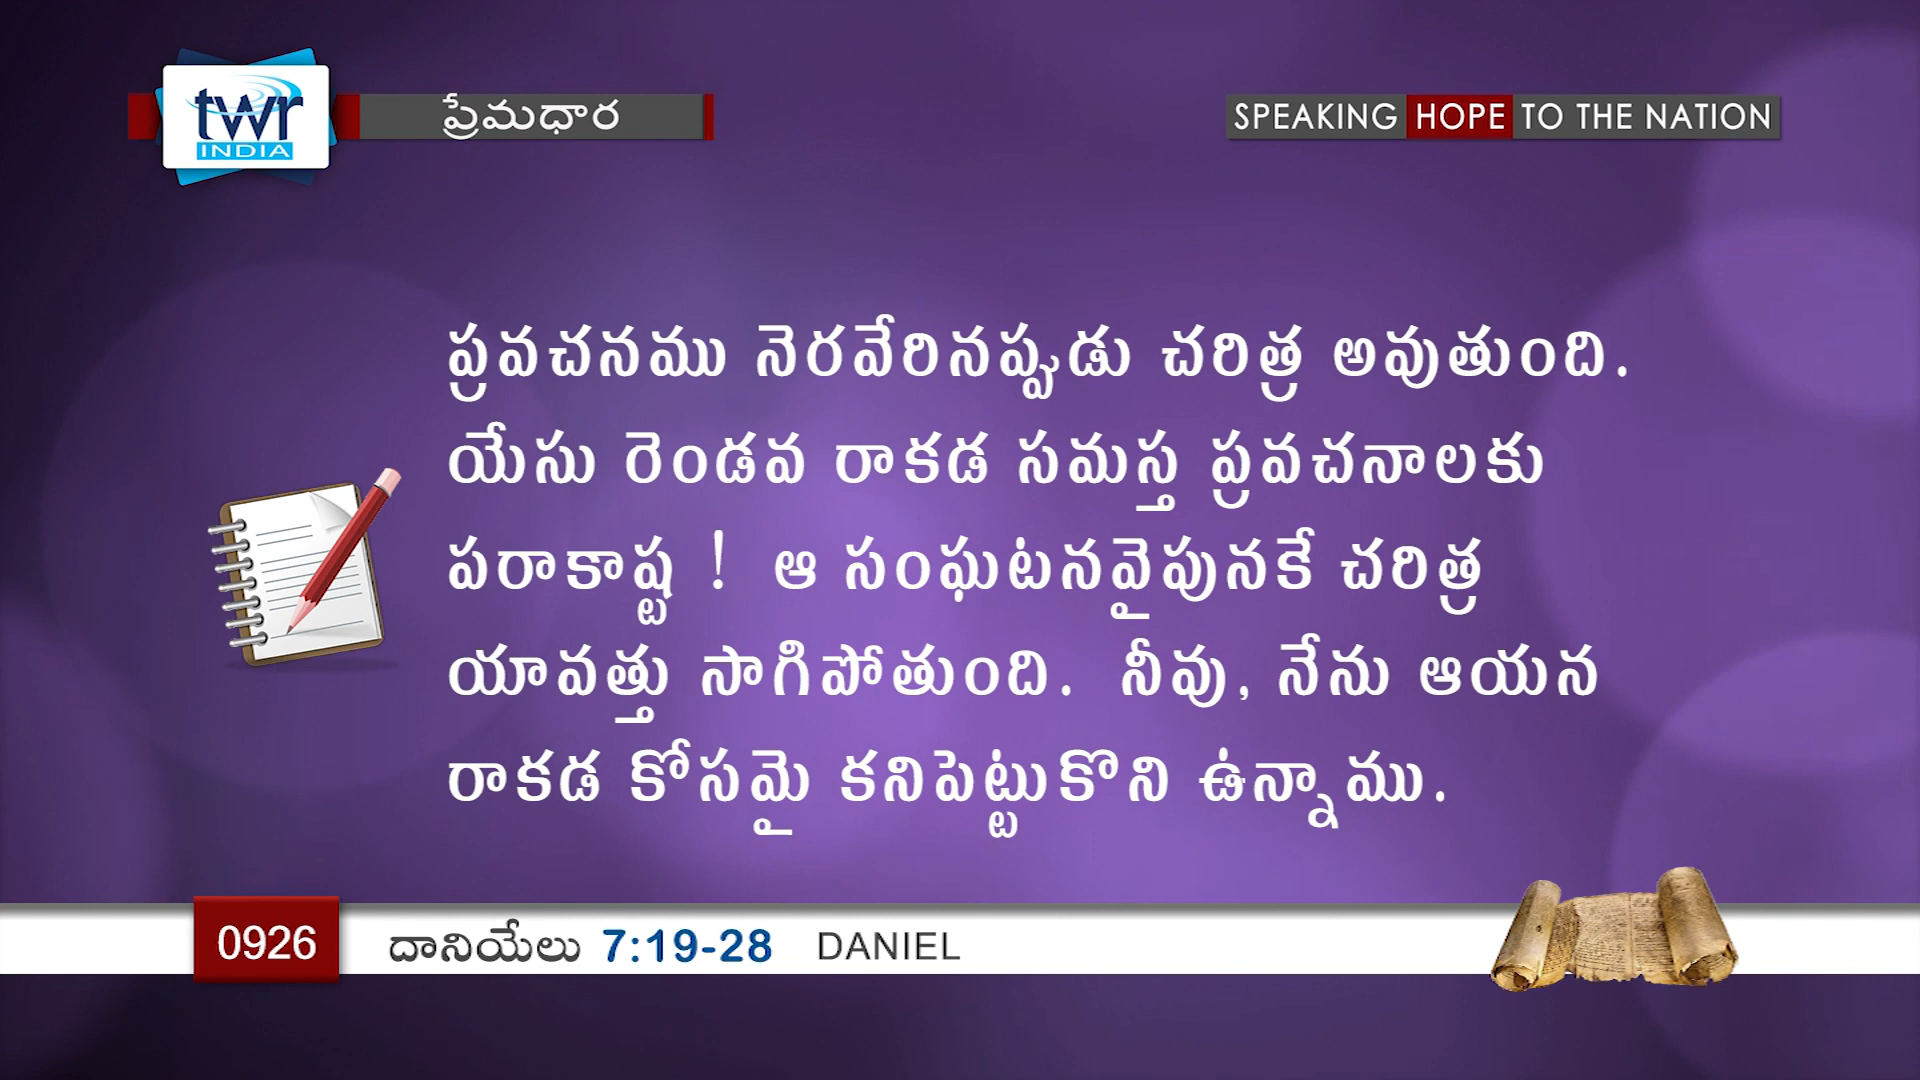 twr
INDIA
ప్రేమధార
SPEAKING HOPE TO THE NATION
ప్రవచనము నెరవేరినప్పుడు చరిత్ర అవుతుంది.
యేసు రెండవ రాకడ సమస్త ప్రవచనాలకు
పరాకాష్ట ! ఆ సంఘటనవైపునకే చరిత్ర
యావత్తు సాగిపోతుంది. నీవు, నేను ఆయన
రాకడ కోసమై కనిపెట్టుకొని ఉన్నాము.
0926 దానియేలు 7:19-28 DANIEL